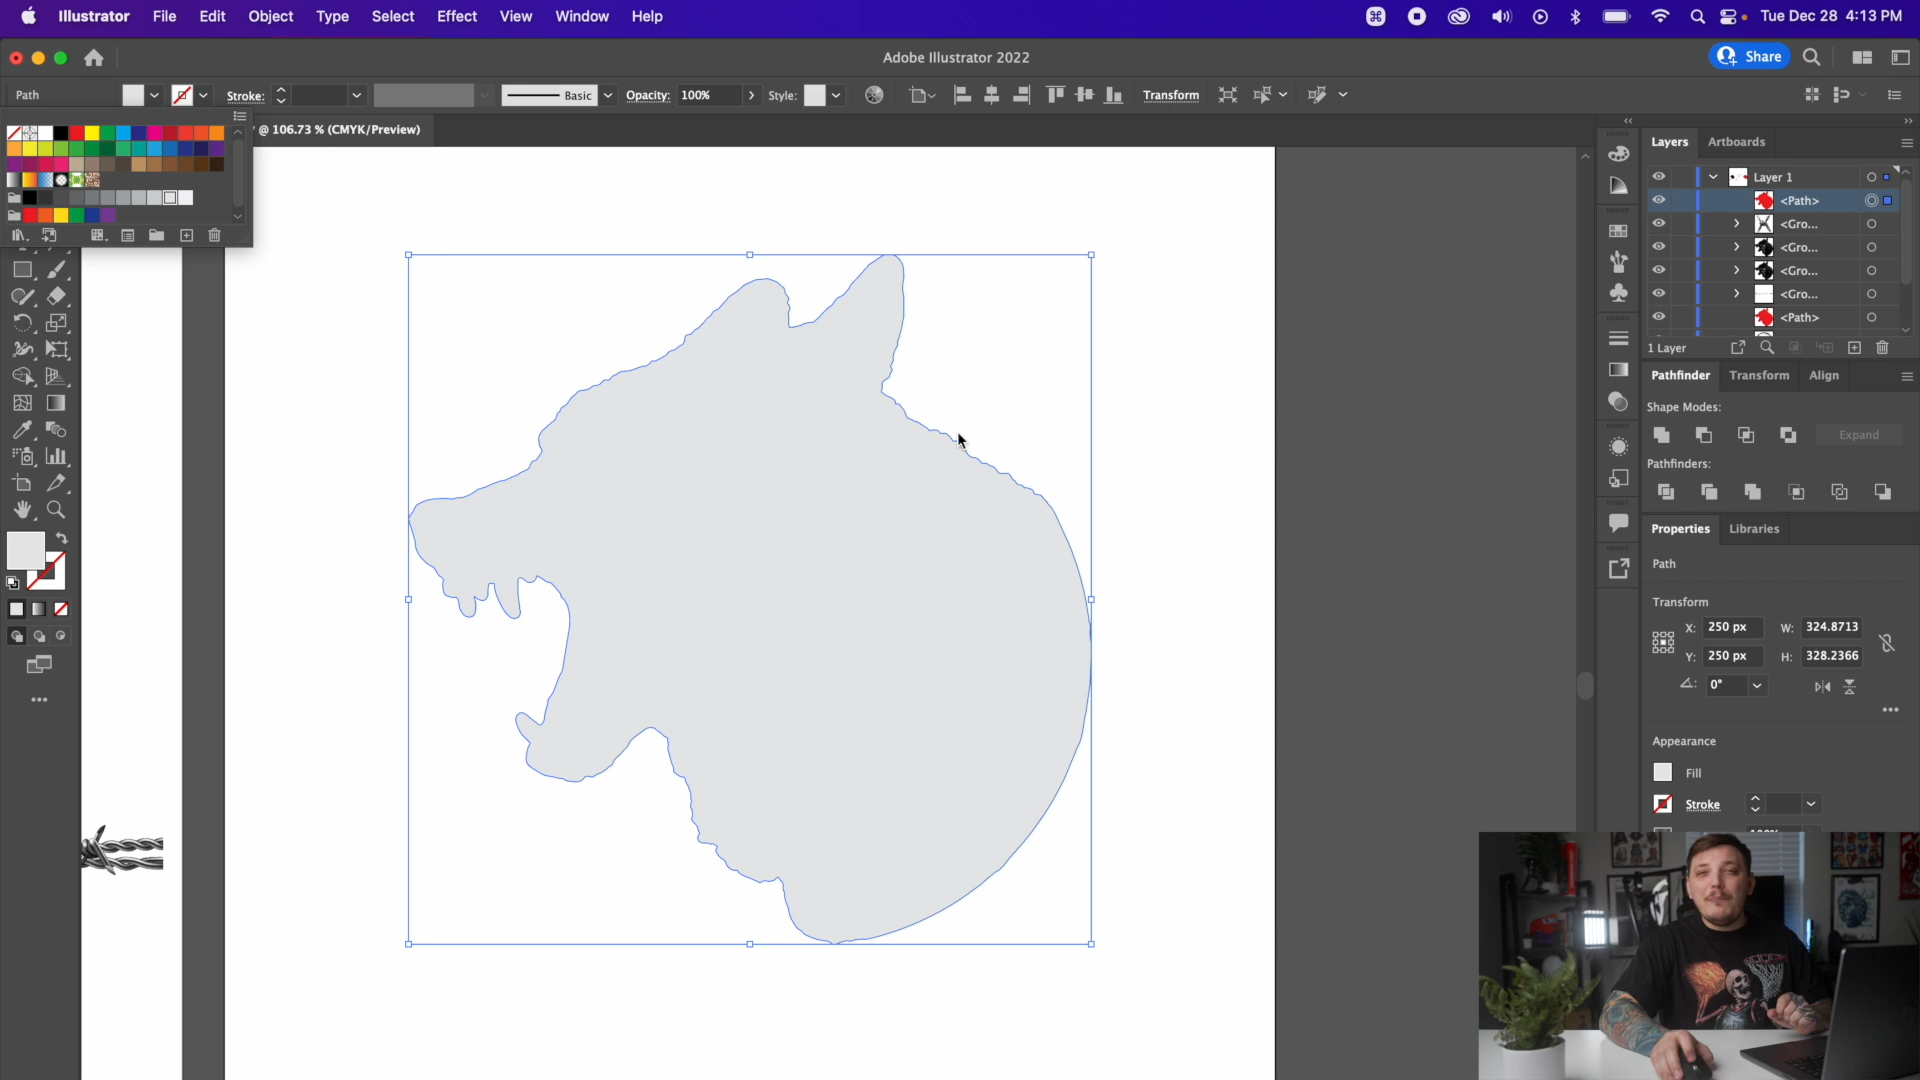 Illustrator File Edit Object Type Select Effect View Window Help
Tue Dec 28 4:13 PM
Adobe Illustrator 2022
Share
Path
Stroke:
Basic
Opacity: 100%
Style:
Transform
@ 106.73 % (CMYK/Preview)
Layers Artboards
Layer 1
<Path>
<Gro...
<Gro...
<Gro...
<Gro...
<Path>
1 Layer
Pathfinder Transform Align
Shape Modes:
Expand
Pathfinders:
Properties Libraries
Path
Transform
X: 250 px W: 324.8713
Y: 250 px H: 328.2366
0°
Appearance
Fill
Stroke